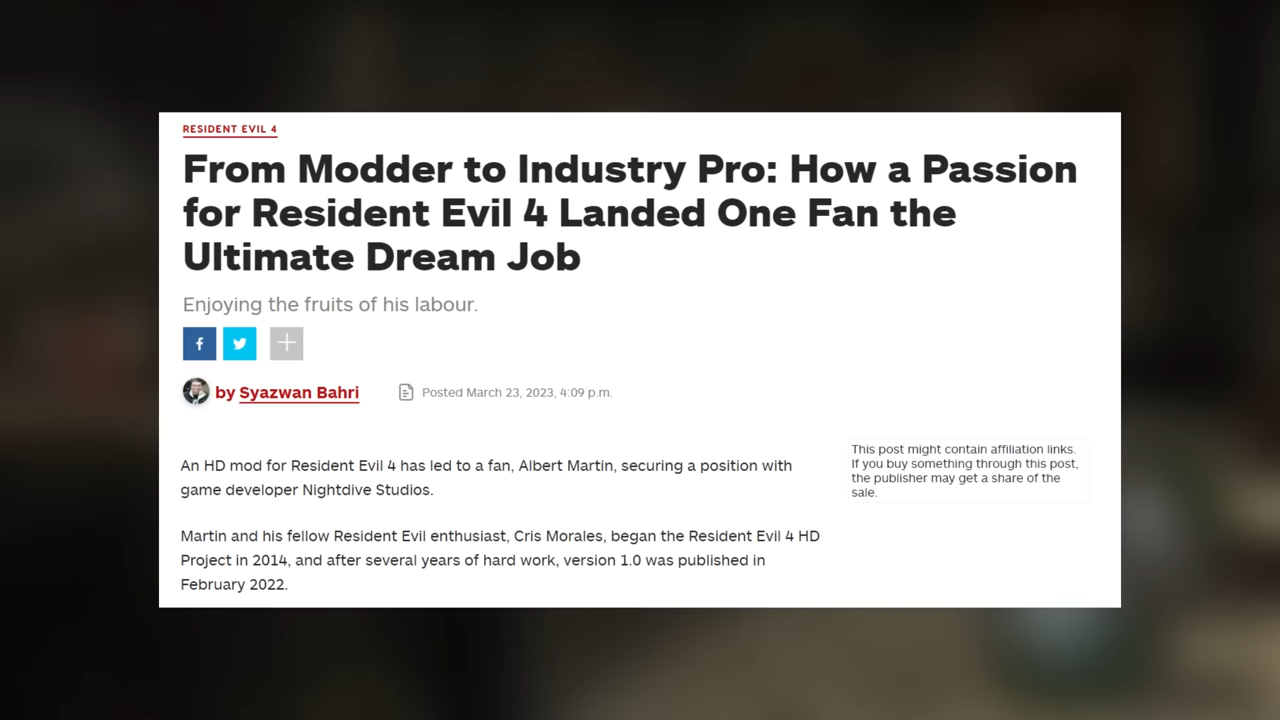 RESIDENT EVIL 4
From Modder to Industry Pro: How a Passion
for Resident Evil 4 Landed One Fan the
Ultimate Dream Job
Enjoying the fruits of his labour.
by Syazwan Bahri
Posted March 23, 2023, 4:09 p.m.
An HD mod for Resident Evil 4 has led to a fan, Albert Martin, securing a position with
game developer Nightdive Studios.
Martin and his fellow Resident Evil enthusiast, Cris Morales, began the Resident Evil 4 HD
Project in 2014, and after several years of hard work, version 1.0 was published in
February 2022.
This post might contain affiliation links.
If you buy something through this post,
the publisher may get a share of the
sale.